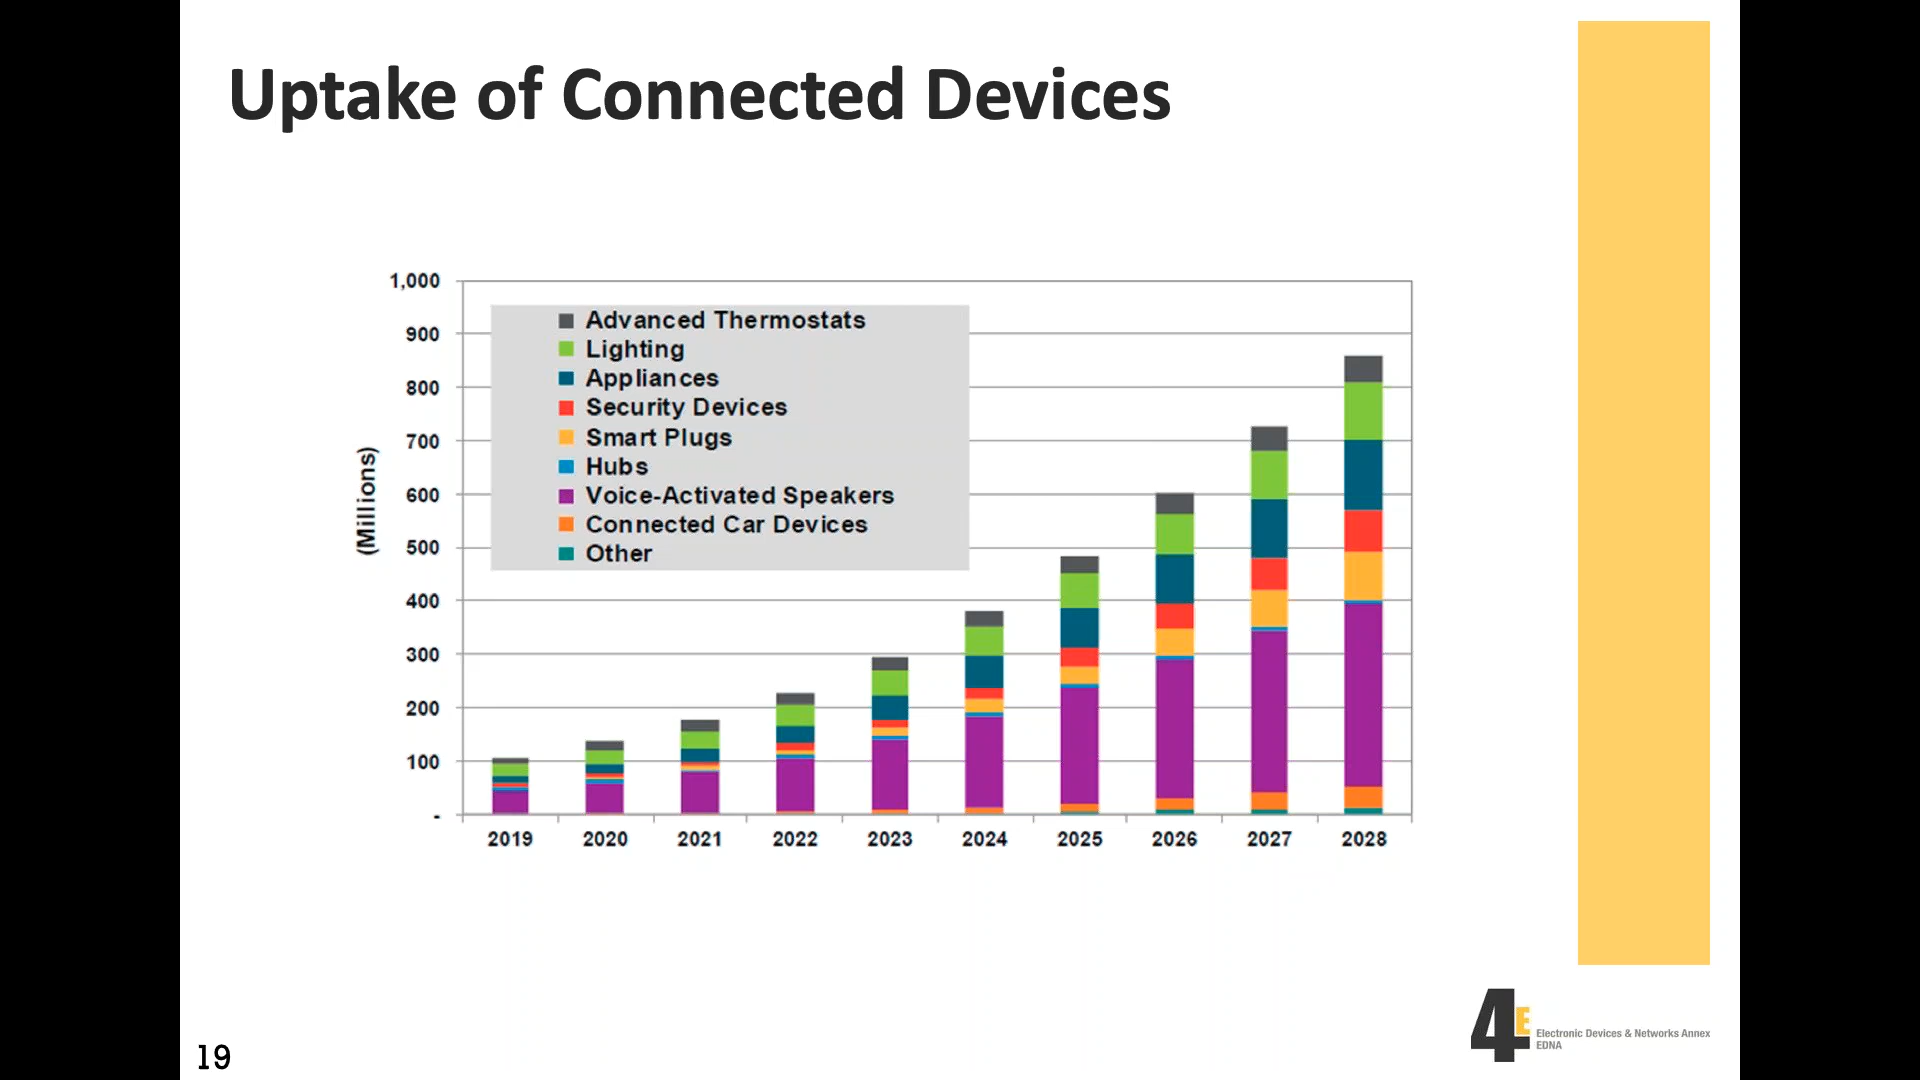 Uptake of Connected Devices
1,000
900
800
700
600
500
400
300
200
100
-
(Millions)
Advanced Thermostats
Lighting
Appliances
Security Devices
Smart Plugs
Hubs
Voice-Activated Speakers
Connected Car Devices
Other
2019 2020 2021 2022 2023 2024 2025 2026 2027 2028
19
4E
Electronic Devices & Networks Annex
EDNA